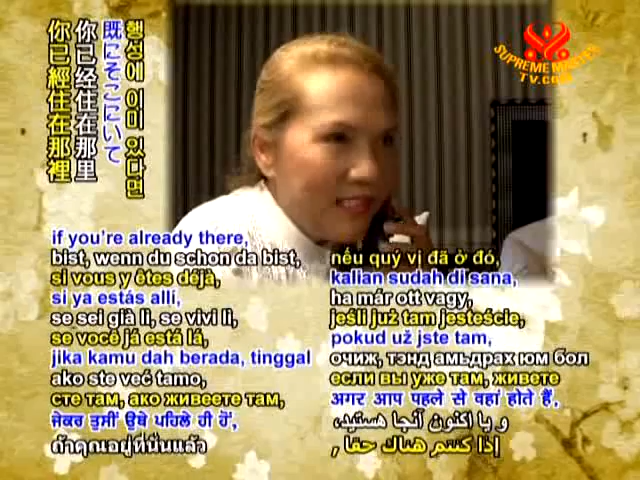 SUPREME MASTER
TV.COM
행성에 이미 있다면
既にそこにいて
你已经住在那里
你已經住在那裡
if you're already there,
bist, wenn du schon da bist,
si vous y êtes déjà,
si ya estás allí,
se sei già lì, se vivi lì,
se você já está lá,
jika kamu dah berada, tinggal
ako ste već tamo,
сте там, ако живеете там,
ਜੇਕਰ ਤੁਸੀਂ ਉਥੇ ਪਹਿਲੇ ਹੀ ਹੋਂ,
ถ้าคุณอยู่ที่นั่นแล้ว
nếu quý vị đã ở đó,
kalian sudah di sana,
ha már ott vagy,
jeśli już tam jesteście,
pokud už jste tam,
очиж, тэнд амьдрах юм бол
если вы уже там, живете
अगर आप पहले से वहां होते हैं,
و یا اکنون آنجا هستید،
إذا كنتم هناك حقا ,